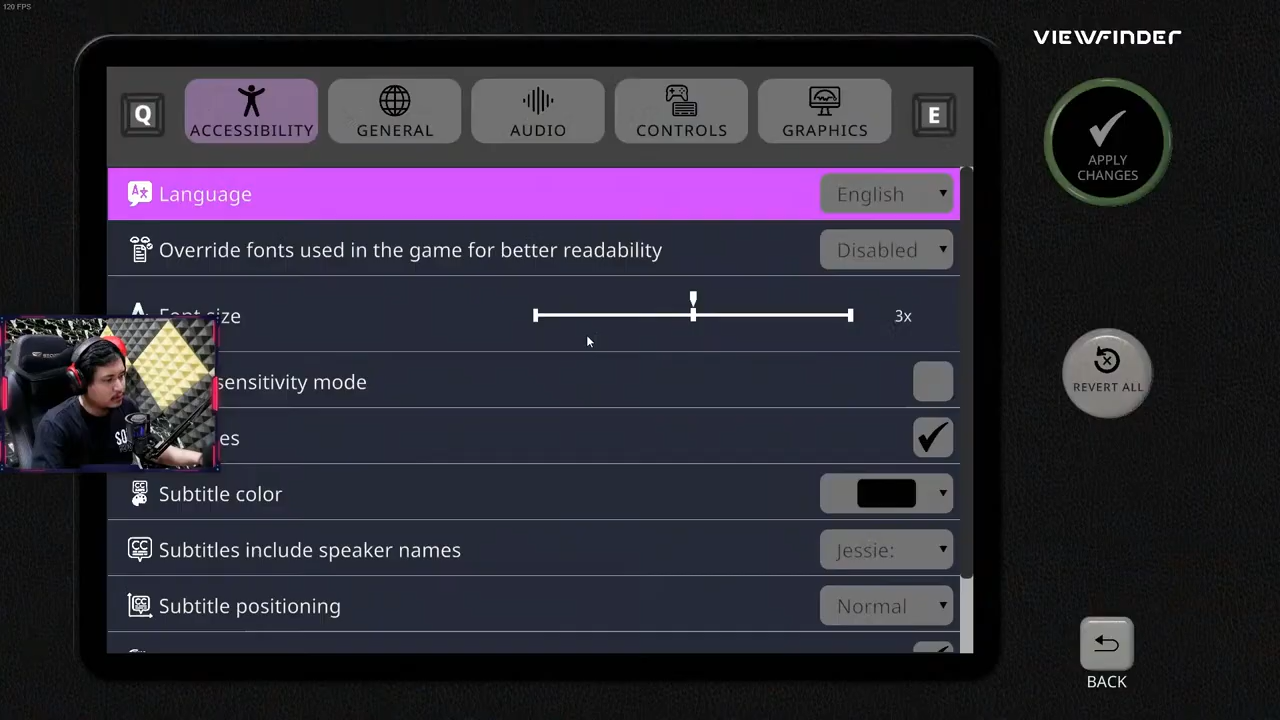 120 FPS
VIEWFINDER
Q
ACCESSIBILITY
GENERAL
AUDIO
CONTROLS
GRAPHICS
E
APPLY
CHANGES
Language
English
Override fonts used in the game for better readability
Disabled
Font size
3x
REVERT ALL
sensitivity mode
es
Subtitle color
Subtitles include speaker names
Jessie:
Subtitle positioning
Normal
BACK